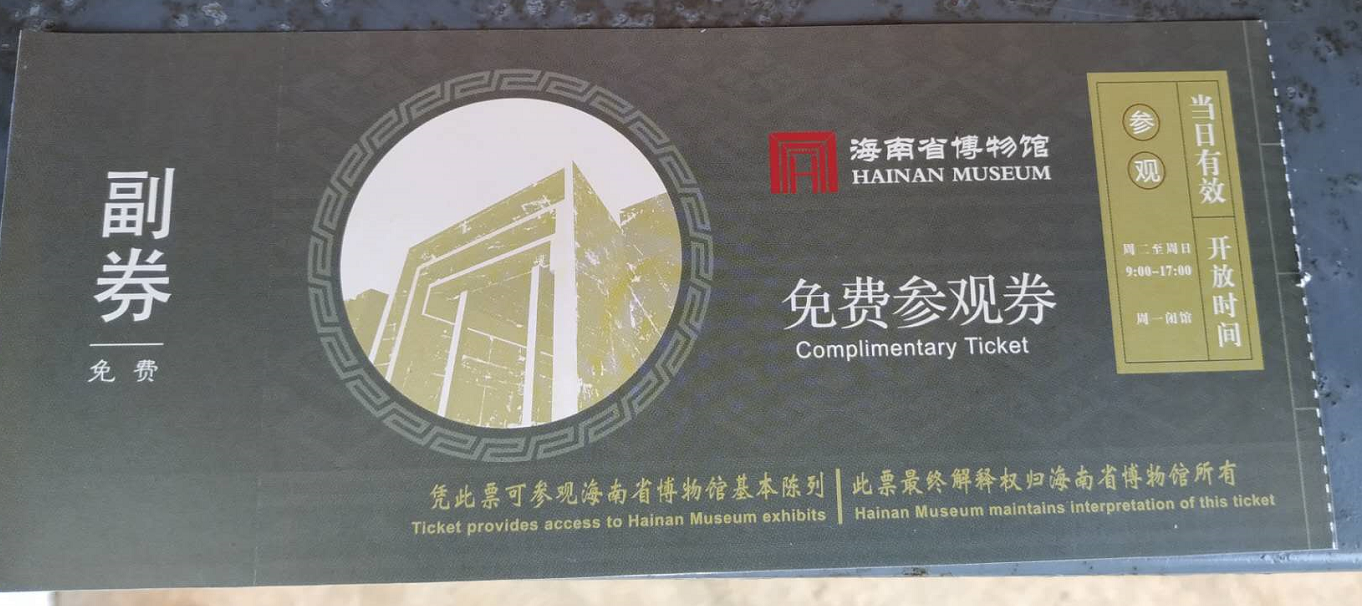 副券
免费
海南省博物馆
HAINAN MUSEUM
免费参观券
Complimentary Ticket
当日有效
开放时间
参观
周二至周日
9:00-17:00
周一闭馆
凭此票可参观海南省博物馆基本陈列
Ticket provides access to Hainan Museum exhibits
此票最终解释权归海南省博物馆所有
Hainan Museum maintains interpretation of this ticket